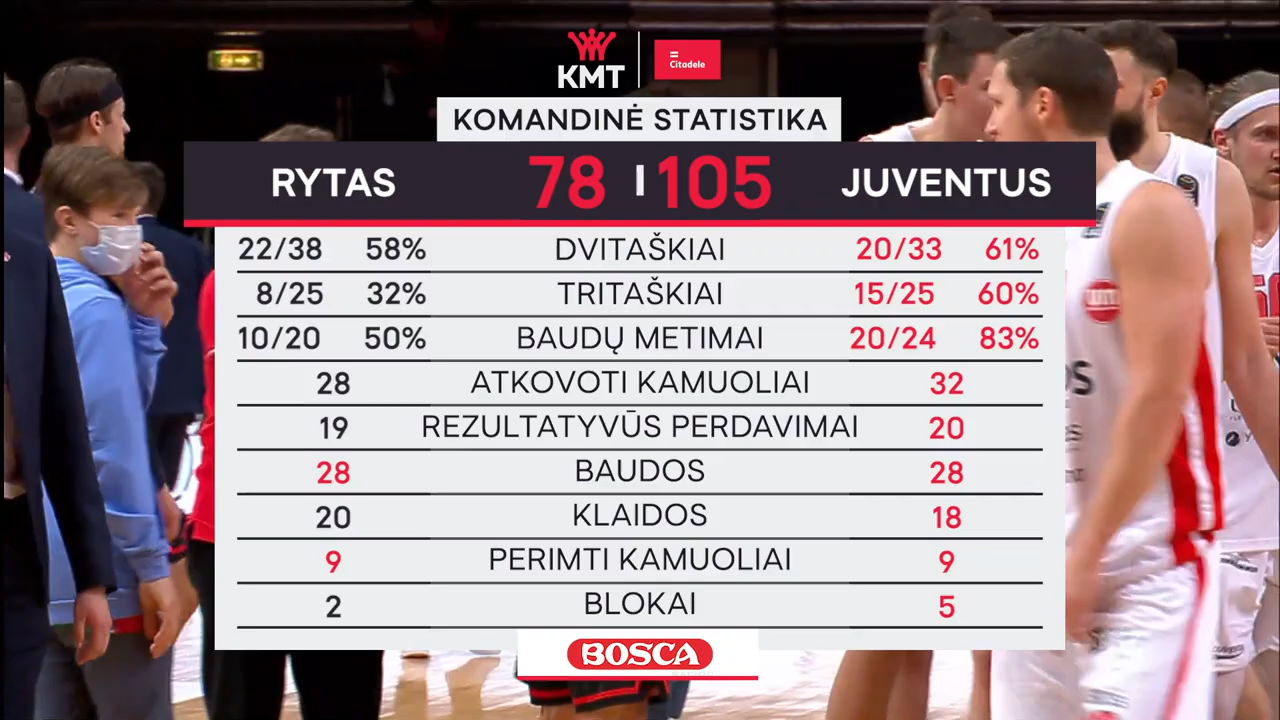 KMT
Citadele
KOMANDINĖ STATISTIKA
RYTAS 78 I 105 JUVENTUS
22/38 58% DVITAŠKIAI 20/33 61%
8/25 32% TRITAŠKIAI 15/25 60%
10/20 50% BAUDŲ METIMAI 20/24 83%
28 ATKOVOTI KAMUOLIAI 32
19 REZULTATYVŪS PERDAVIMAI 20
28 BAUDOS 28
20 KLAIDOS 18
9 PERIMTI KAMUOLIAI 9
2 BLOKAI 5
BOSCA